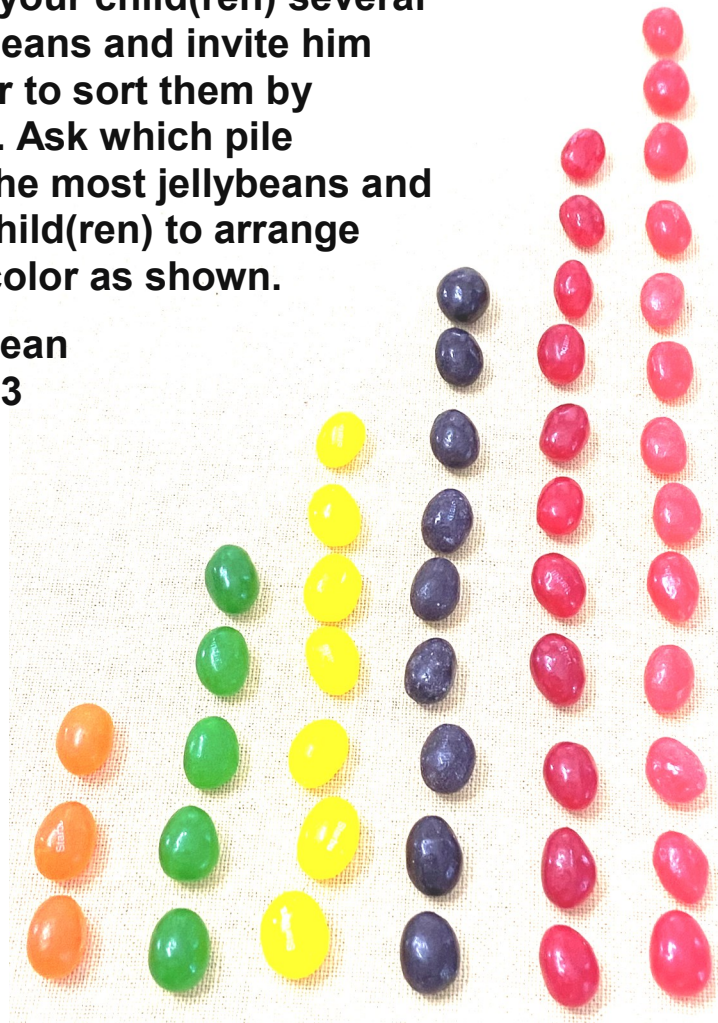 your child(ren) several
eans and invite him
r to sort them by
. Ask which pile
he most jellybeans and
hild(ren) to arrange
color as shown.
ean
3